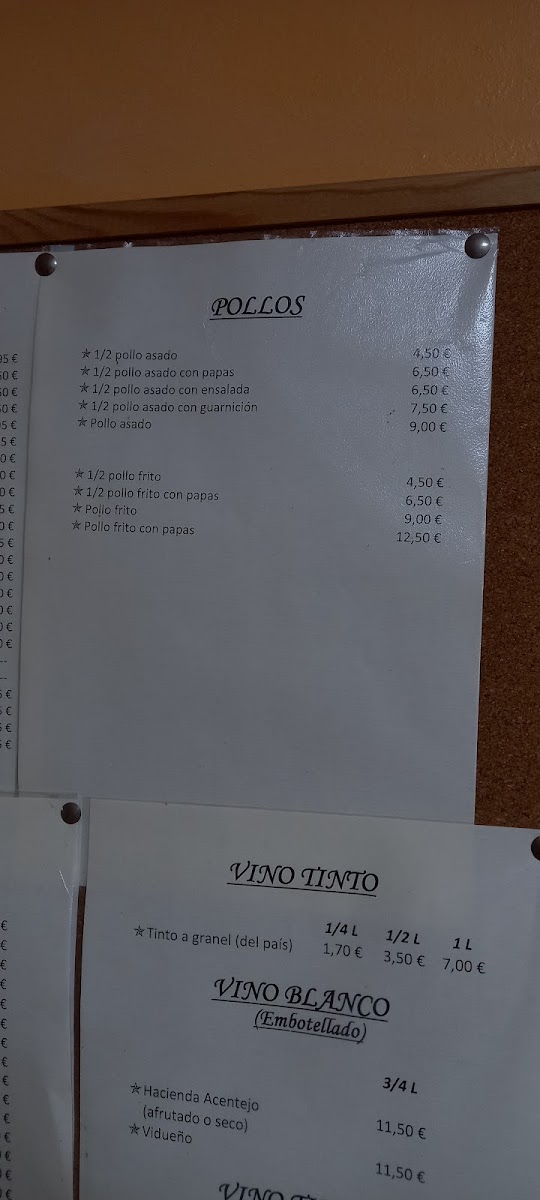 POLLOS
✯ 1/2 pollo asado 4,50 €
✯ 1/2 pollo asado con papas 6,50 €
✯ 1/2 pollo asado con ensalada 6,50 €
✯ 1/2 pollo asado con guarnición 7,50 €
✯ Pollo asado 9,00 €
✯ 1/2 pollo frito 4,50 €
✯ 1/2 pollo frito con papas 6,50 €
✯ Pollo frito 9,00 €
✯ Pollo frito con papas 12,50 €
VINO TINTO
1/4 L 1/2 L 1 L
✯ Tinto a granel (del país) 1,70 € 3,50 € 7,00 €
VINO BLANCO
(Embotellado)
3/4 L
✯ Hacienda Acentejo
(afrutado o seco) 11,50 €
✯ Vidueño 11,50 €
VINO